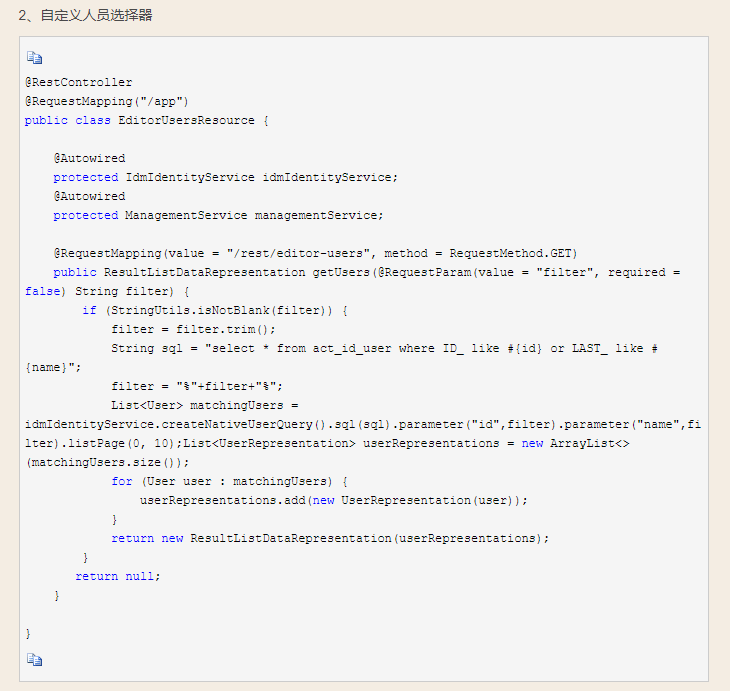 2、自定义人员选择器
@RestController
@RequestMapping("/app")
public class EditorUsersResource {
    @Autowired
    protected IdmIdentityService idmIdentityService;
    @Autowired
    protected ManagementService managementService;
    @RequestMapping(value = "/rest/editor-users", method = RequestMethod.GET)
    public ResultListDataRepresentation getUsers(@RequestParam(value = "filter", required =
false) String filter) {
        if (StringUtils.isNotBlank(filter)) {
            filter = filter.trim();
            String sql = "select * from act_id_user where ID_ like #{id} or LAST_ like #
{name}";
            filter = "%"+filter+"%";
            List<User> matchingUsers =
idmIdentityService.createNativeUserQuery().sql(sql).parameter("id",filter).parameter("name",fi
lter).listPage(0, 10);List<UserRepresentation> userRepresentations = new ArrayList<>
(matchingUsers.size());
            for (User user : matchingUsers) {
                userRepresentations.add(new UserRepresentation(user));
            }
            return new ResultListDataRepresentation(userRepresentations);
        }
       return null;
    }
}